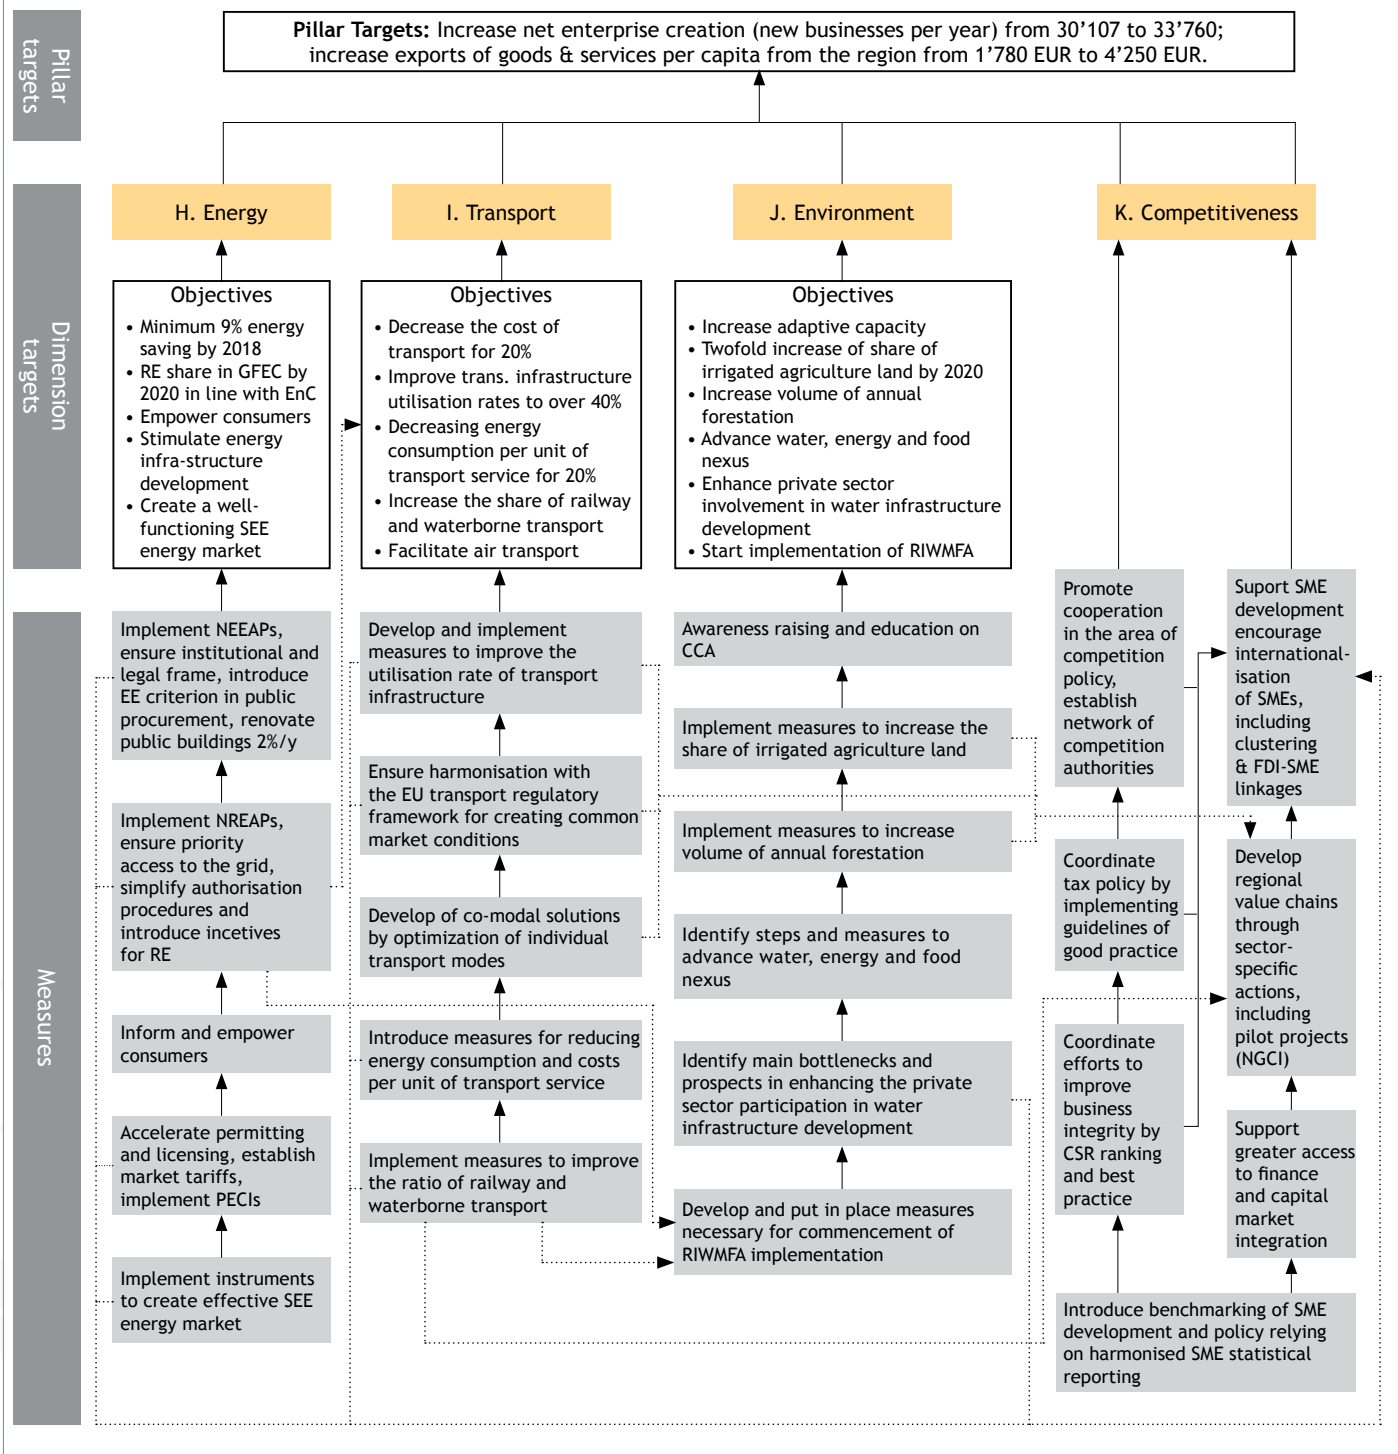 Pillar
targets
Pillar Targets: Increase net enterprise creation (new businesses per year) from 30’107 to 33’760;
increase exports of goods & services per capita from the region from 1’780 EUR to 4’250 EUR.
Dimension
targets
H. Energy
I. Transport
J. Environment
K. Competitiveness
Objectives
• Minimum 9% energy
saving by 2018
• RE share in GFEC by
2020 in line with EnC
• Empower consumers
• Stimulate energy
infra-structure
development
• Create a well-
functioning SEE
energy market
Objectives
• Decrease the cost of
transport for 20%
• Improve trans. infrastructure
utilisation rates to over 40%
• Decreasing energy
consumption per unit of
transport service for 20%
• Increase the share of railway
and waterborne transport
• Facilitate air transport
Objectives
• Increase adaptive capacity
• Twofold increase of share of
irrigated agriculture land by 2020
• Increase volume of annual
forestation
• Advance water, energy and food
nexus
• Enhance private sector
involvement in water infrastructure
development
• Start implementation of RIWMFA
Measures
Implement NEEAPs,
ensure institutional and
legal frame, introduce
EE criterion in public
procurement, renovate
public buildings 2%/y
Implement NREAPs,
ensure priority
access to the grid,
simplify authorisation
procedures and
introduce incetives
for RE
Inform and empower
consumers
Accelerate permitting
and licensing, establish
market tariffs,
implement PECIs
Implement instruments
to create effective SEE
energy market
Develop and implement
measures to improve the
utilisation rate of transport
infrastructure
Ensure harmonisation with
the EU transport regulatory
framework for creating common
market conditions
Develop of co-modal solutions
by optimization of individual
transport modes
Introduce measures for reducing
energy consumption and costs
per unit of transport service
Implement measures to improve
the ratio of railway and
waterborne transport
Awareness raising and education on
CCA
Implement measures to increase the
share of irrigated agriculture land
Implement measures to increase
volume of annual forestation
Identify steps and measures to
advance water, energy and food
nexus
Identify main bottlenecks and
prospects in enhancing the private
sector participation in water
infrastructure development
Develop and put in place measures
necessary for commencement of
RIWMFA implementation
Promote
cooperation
in the area of
competition
policy,
establish
network of
competition
authorities
Coordinate
tax policy by
implementing
guidelines of
good practice
Coordinate
efforts to
improve
business
integrity by
CSR ranking
and best
practice
Suport SME
development
encourage
international-
isation
of SMEs,
including
clustering
& FDI-SME
linkages
Develop
regional
value chains
through
sector-
specific
actions,
including
pilot projects
(NGCI)
Support
greater access
to finance
and capital
market
integration
Introduce benchmarking of SME
development and policy relying
on harmonised SME statistical
reporting